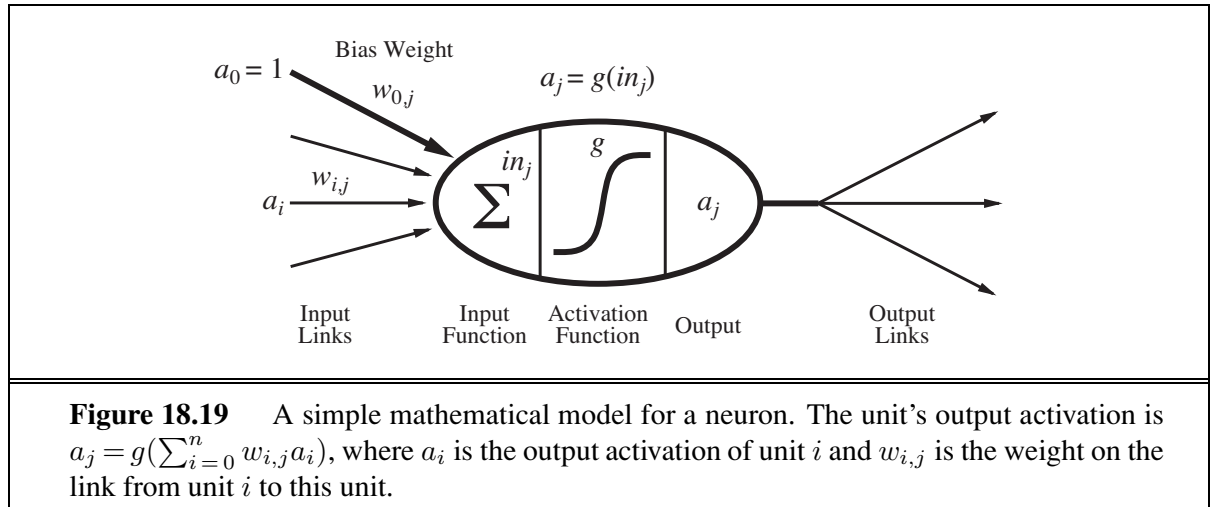 Bias Weight
a₀ = 1
w₀,ⱼ
aⱼ = g(inⱼ)
inⱼ
g
wᵢ,ⱼ
aᵢ
Σ
aⱼ
Input
Links
Input
Function
Activation
Function
Output
Output
Links
Figure 18.19 A simple mathematical model for a neuron. The unit's output activation is
aⱼ = g(∑ⁿᵢ₌₀ wᵢ,ⱼaᵢ), where aᵢ is the output activation of unit i and wᵢ,ⱼ is the weight on the
link from unit i to this unit.